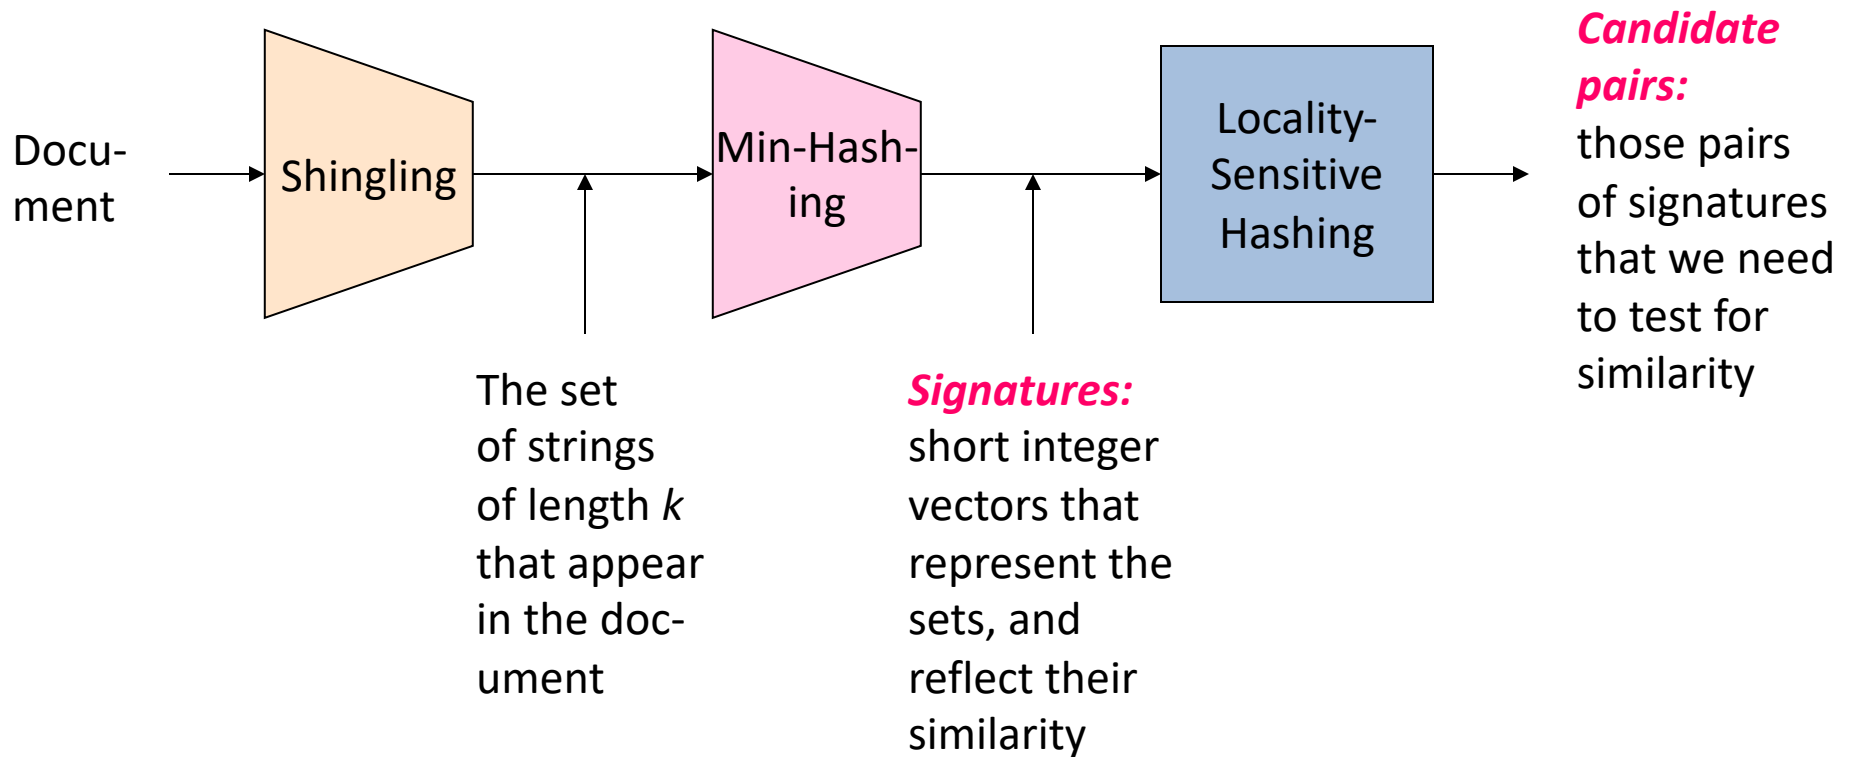 Docu-
ment
Shingling
The set
of strings
of length k
that appear
in the doc-
ument
Min-Hash-
ing
Signatures:
short integer
vectors that
represent the
sets, and
reflect their
similarity
Locality-
Sensitive
Hashing
Candidate
pairs:
those pairs
of signatures
that we need
to test for
similarity